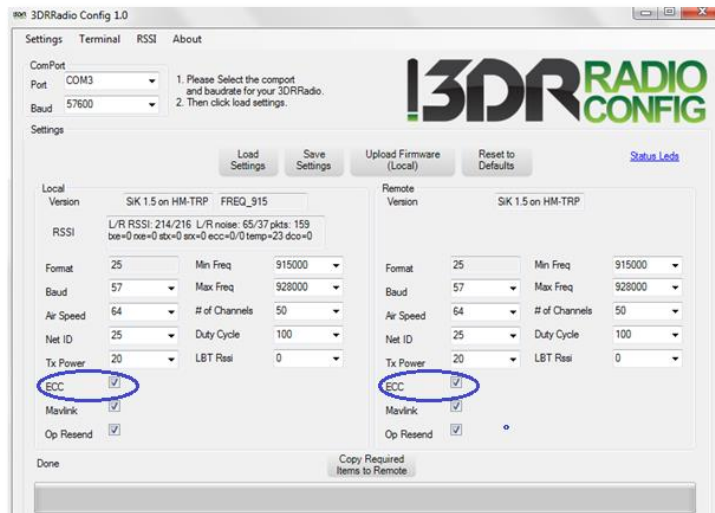 3DRRadio Config 1.0
Settings Terminal RSSI About
ComPort
Port COM3
Baud 57600
1. Please Select the comport
and baudrate for your 3DRRadio.
2. Then click load settings.
3DR RADIO
CONFIG
Settings
Load Settings Save Settings Upload Firmware (Local) Reset to Defaults Status Leds
Local
Version SiK 1.5 on HM-TRP FREQ_915
RSSI L/R RSSI: 214/216 L/R noise: 65/37 pkts: 159
txe=0 rxe=0 stx=0 srx=0 ecc=0/0 temp=23 dco=0
Format 25 Min Freq 915000
Baud 57 Max Freq 928000
Air Speed 64 # of Channels 50
Net ID 25 Duty Cycle 100
Tx Power 20 LBT Rssi 0
ECC
Mavlink
Op Resend
Remote
Version SiK 1.5 on HM-TRP
Format 25 Min Freq 915000
Baud 57 Max Freq 928000
Air Speed 64 # of Channels 50
Net ID 25 Duty Cycle 100
Tx Power 20 LBT Rssi 0
ECC
Mavlink
Op Resend
Done
Copy Required
Items to Remote